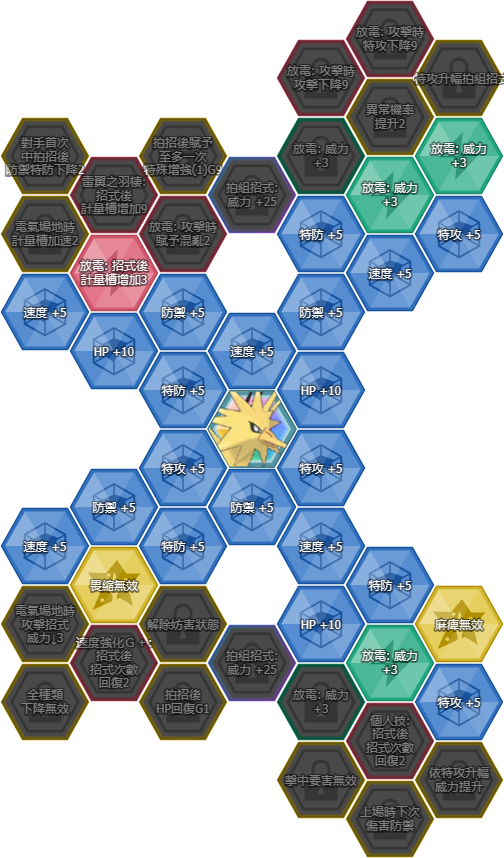 放電: 攻擊時
特攻下降9
放電: 攻擊時
攻擊下降9
特攻升幅拍組招式
異常機率
提升2
對手首次
中拍招後
防禦特防下降2
拍招後賦予
至多一次
特殊增強(1)G9
放電: 威力
+3
放電: 威力
+3
雷翼之羽棲:
招式後
計量槽增加9
拍組招式:
威力 +25
放電: 威力
+3
電氣場地時
計量槽加速2
放電: 攻擊時
賦予混亂2
特防 +5
特攻 +5
放電: 招式後
計量槽增加3
速度 +5
速度 +5
防禦 +5
防禦 +5
HP +10
速度 +5
特防 +5
HP +10
特攻 +5
特攻 +5
防禦 +5
防禦 +5
速度 +5
特防 +5
速度 +5
畏縮無效
特防 +5
電氣場地時
攻擊招式
威力↓3
解除妨害狀態
HP +10
麻痺無效
速度強化G +:
招式後
招式次數
回復2
拍組招式:
威力 +25
放電: 威力
+3
全種類
下降無效
拍招後
HP回復G1
放電: 威力
+3
特攻 +5
個人技:
招式後
招式次數
回復2
擊中要害無效
依特攻升幅
威力提升
上場時下次
傷害防禦